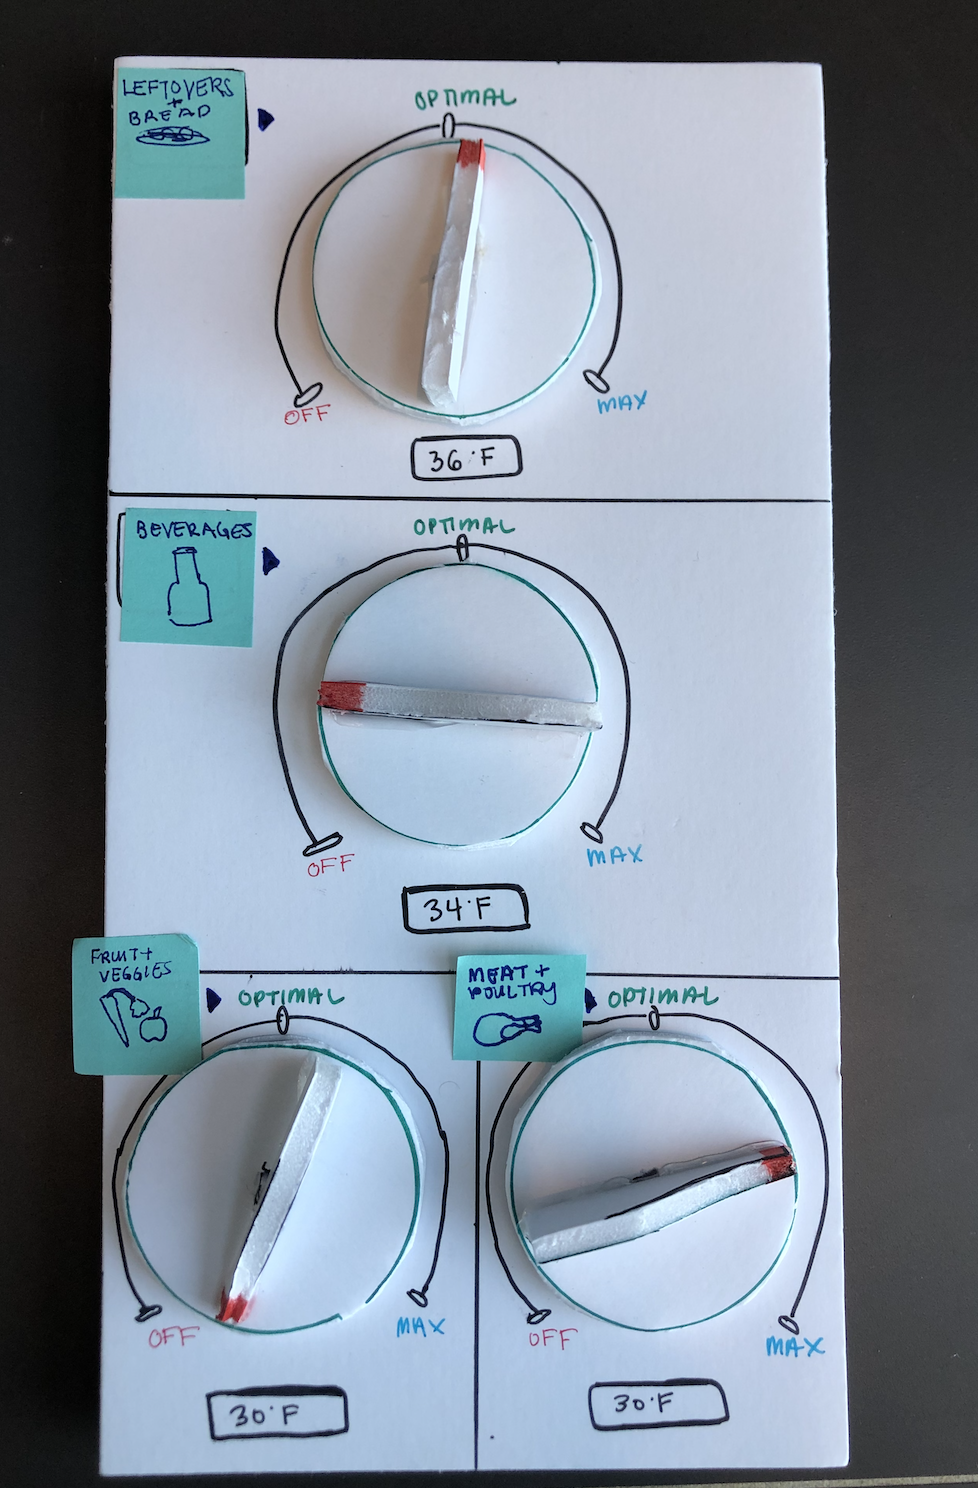 LEFTOVERS
+
BREAD
OPTIMAL
OFF
MAX
36°F
BEVERAGES
OPTIMAL
OFF
MAX
34°F
FRUIT+
VEGGIES
OPTIMAL
OFF
MAX
30°F
MEAT +
POULTRY
OPTIMAL
OFF
MAX
30°F